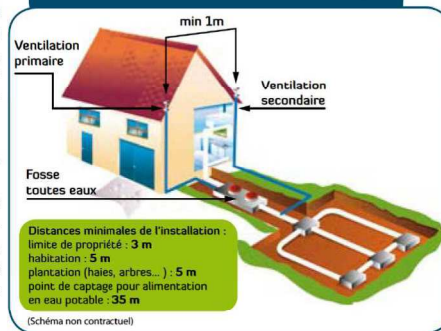 min 1m
Ventilation
primaire
Ventilation
secondaire
Fosse
toutes eaux
Distances minimales de l'installation :
limite de propriété : 3 m
habitation : 5 m
plantation (haies, arbres... ) : 5 m
point de captage pour alimentation
en eau potable : 35 m
(Schéma non contractuel)